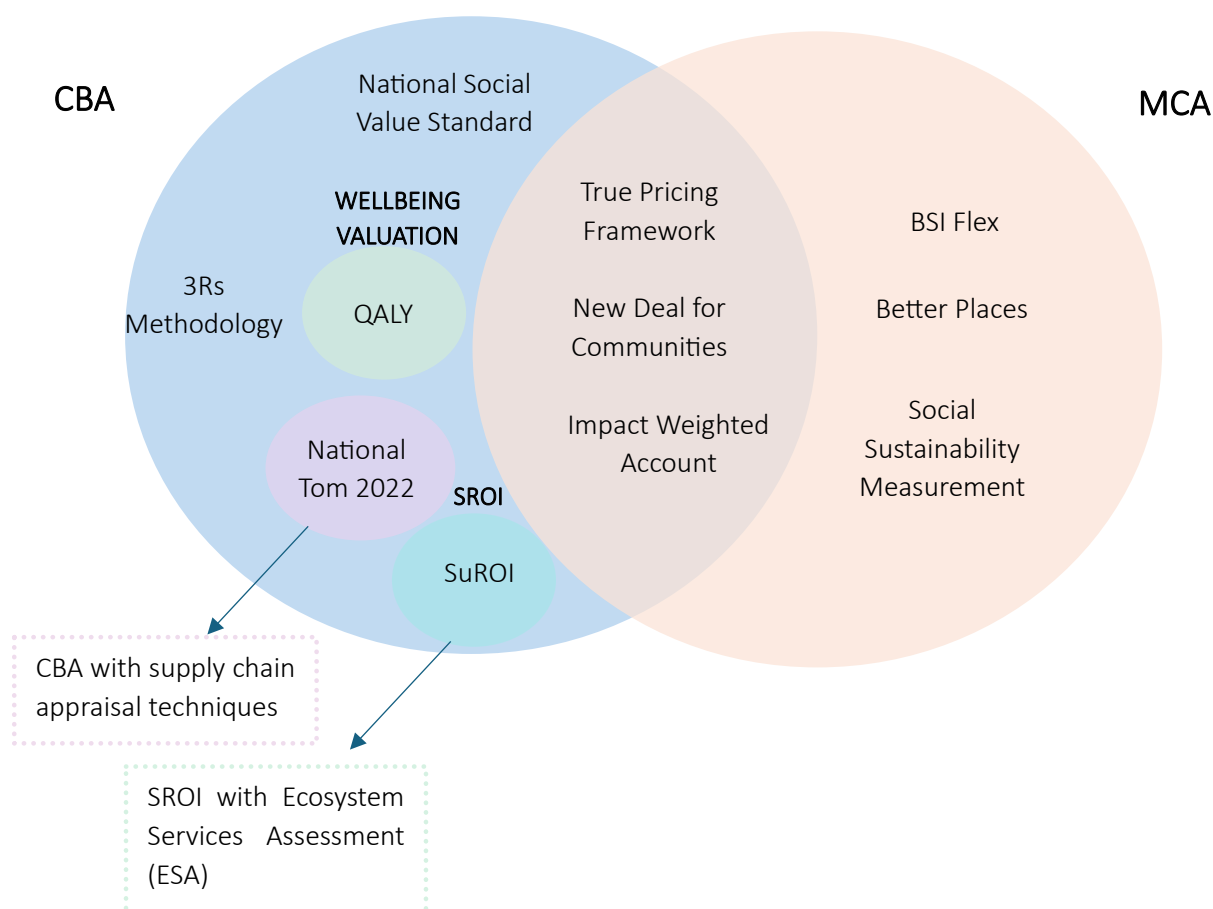 CBA
MCA
National Social
Value Standard
WELLBEING
VALUATION
QALY
3Rs
Methodology
National
Tom 2022
SROI
SuROI
True Pricing
Framework
New Deal for
Communities
Impact Weighted
Account
BSI Flex
Better Places
Social
Sustainability
Measurement
CBA with supply chain
appraisal techniques
SROI with Ecosystem
Services Assessment
(ESA)